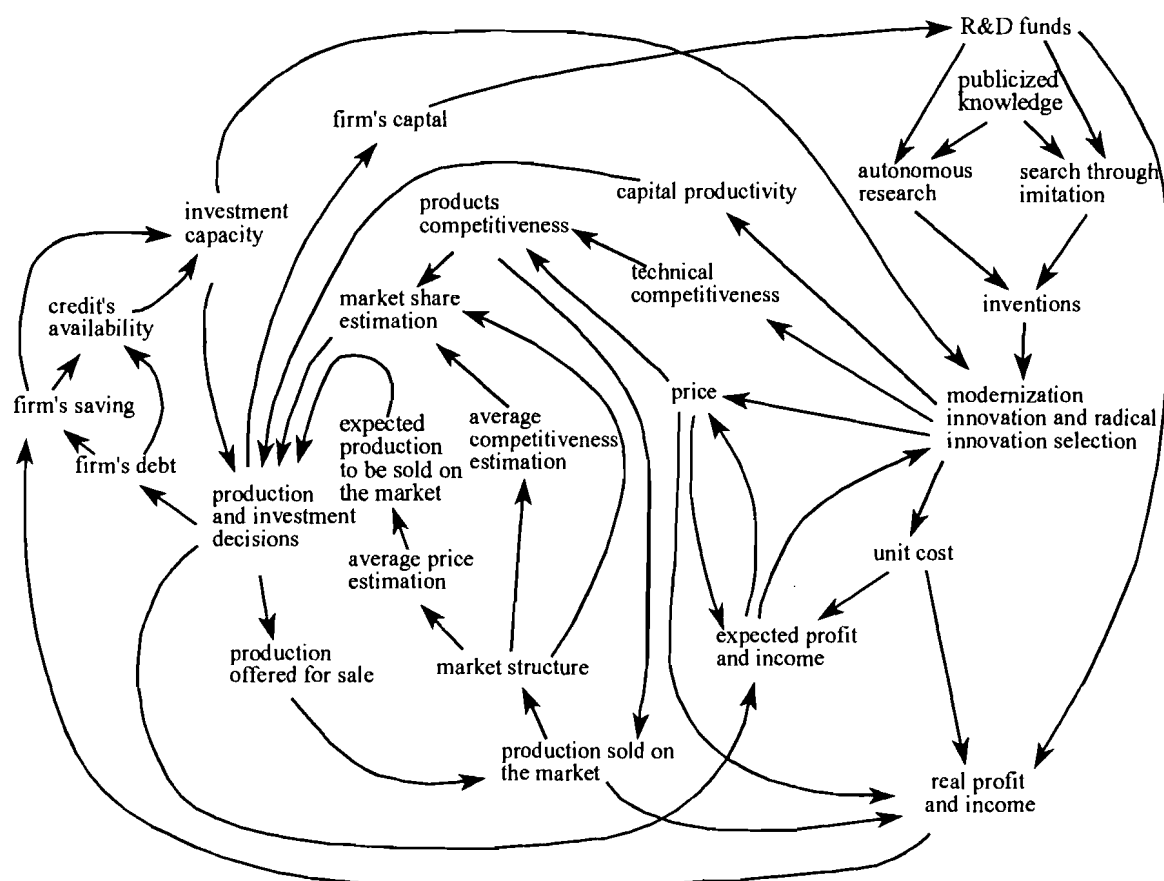 R&D funds
publicized
knowledge
firm's captal
autonomous
research
search through
imitation
capital productivity
investment
capacity
products
competitiveness
technical
competitiveness
credit's
availability
market share
estimation
inventions
firm's saving
price
modernization
innovation and radical
innovation selection
expected
production
to be sold on
the market
average
competitiveness
estimation
firm's debt
production
and investment
decisions
average price
estimation
unit cost
production
offered for sale
market structure
expected profit
and income
production sold on
the market
real profit
and income